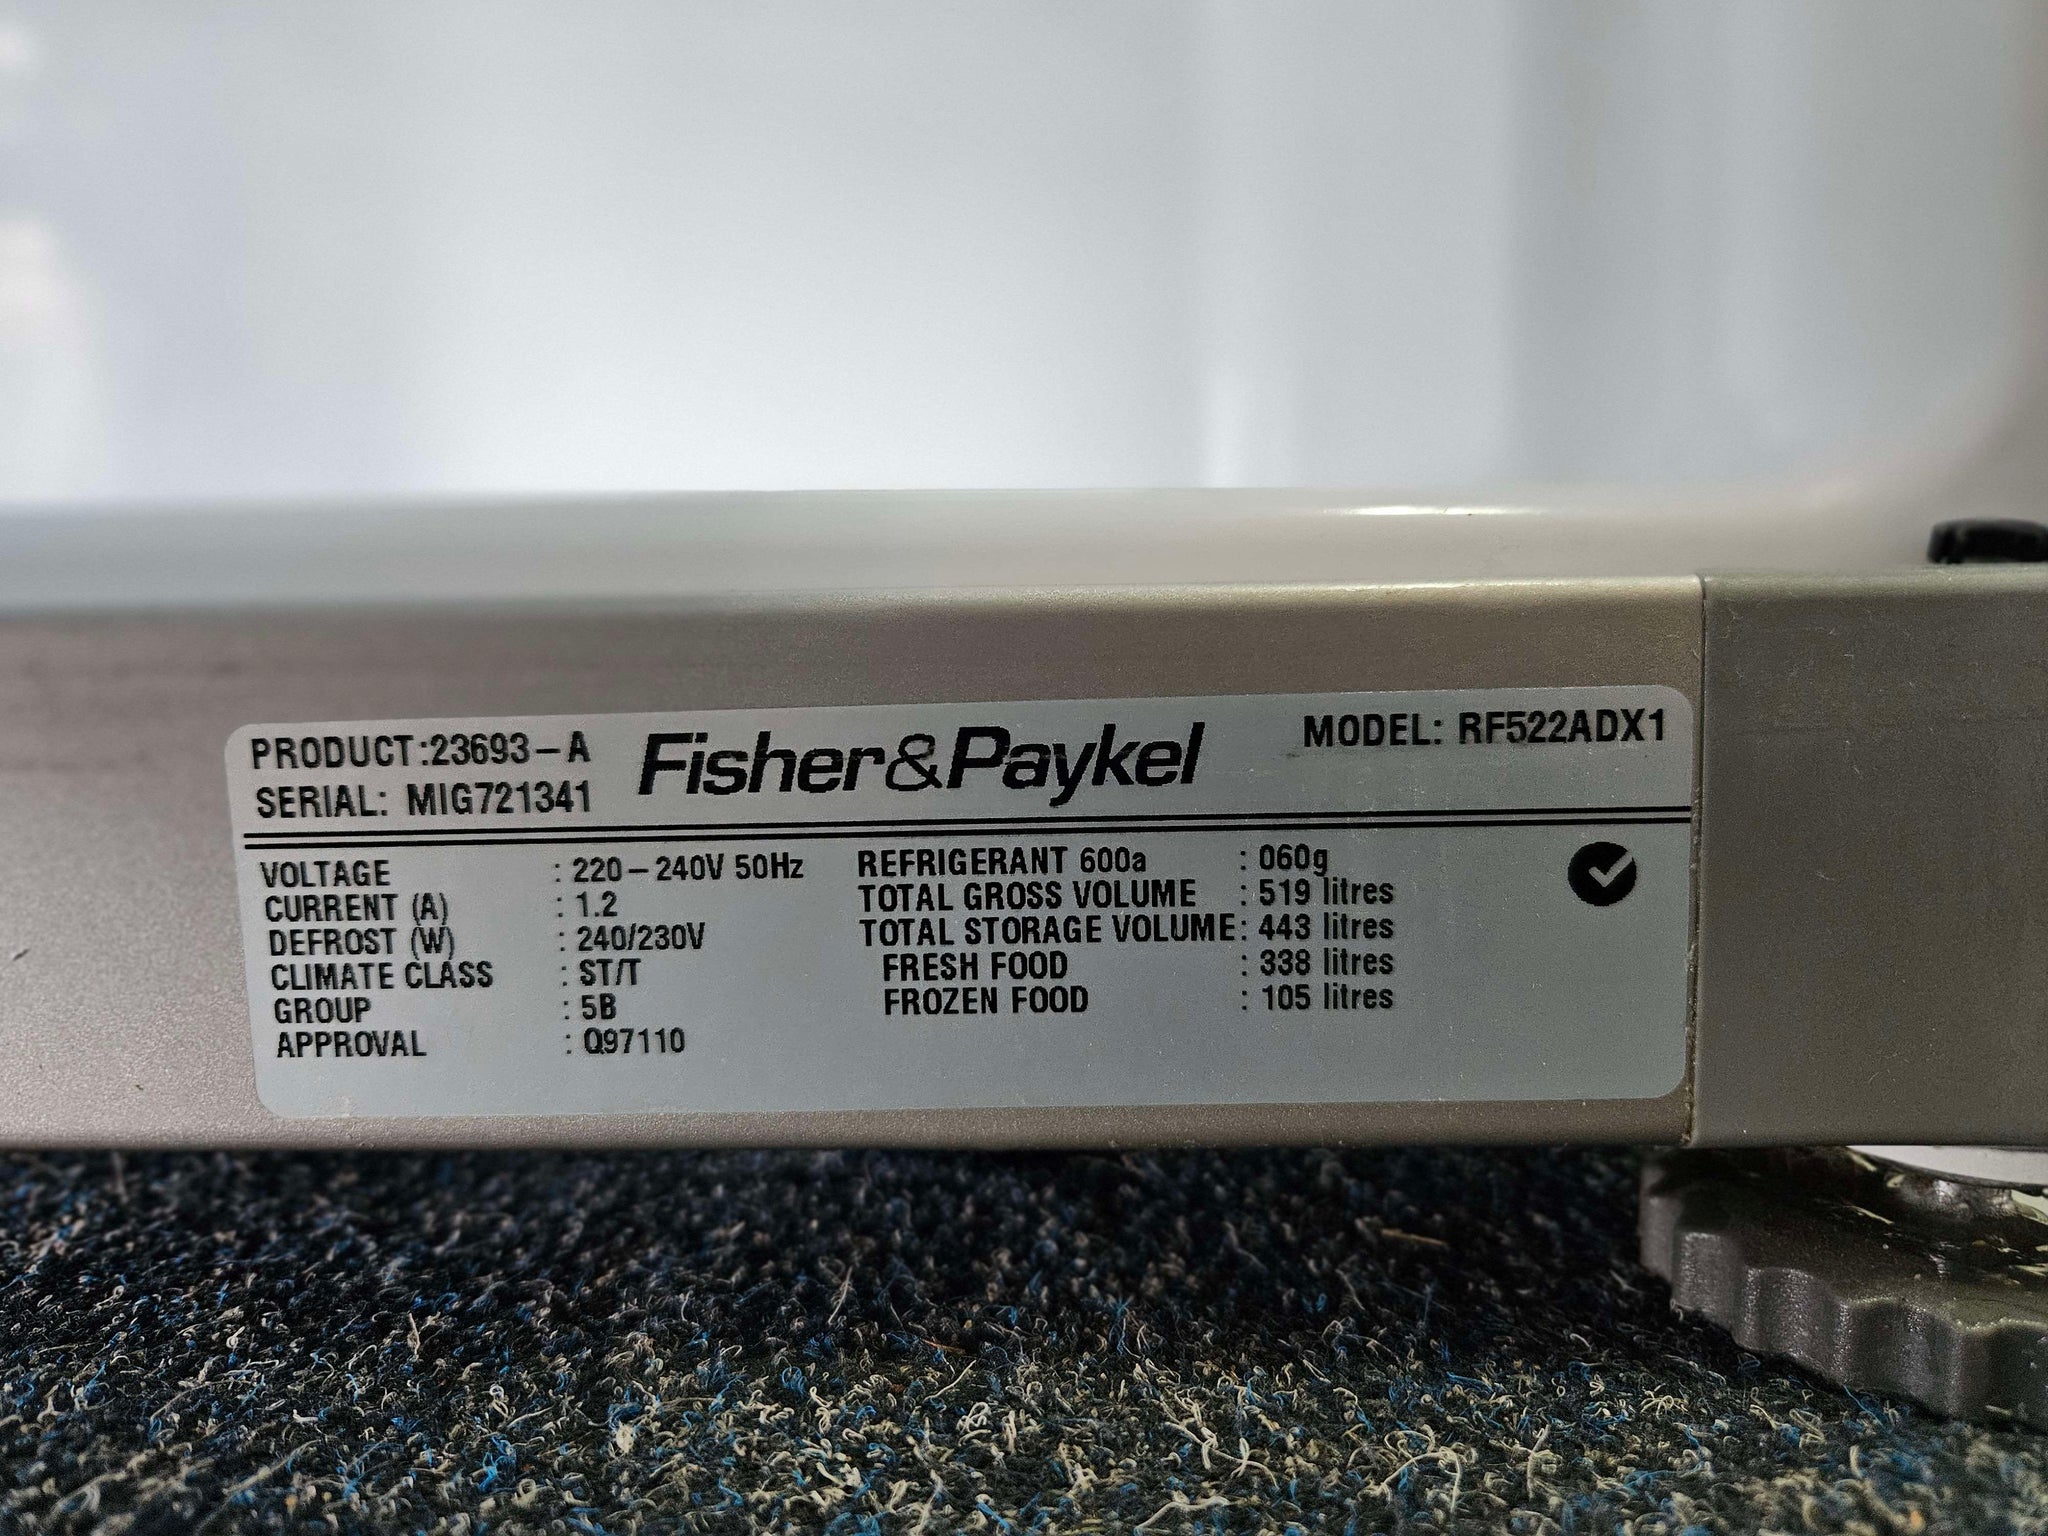 PRODUCT:23693-A
SERIAL: MIG721341
Fisher&Paykel
MODEL: RF522ADX1
VOLTAGE : 220-240V 50Hz
CURRENT (A) : 1.2
DEFROST (W) : 240/230V
CLIMATE CLASS : ST/T
GROUP : 5B
APPROVAL : Q97110
REFRIGERANT 600a : 060g
TOTAL GROSS VOLUME : 519 litres
TOTAL STORAGE VOLUME: 443 litres
FRESH FOOD : 338 litres
FROZEN FOOD : 105 litres